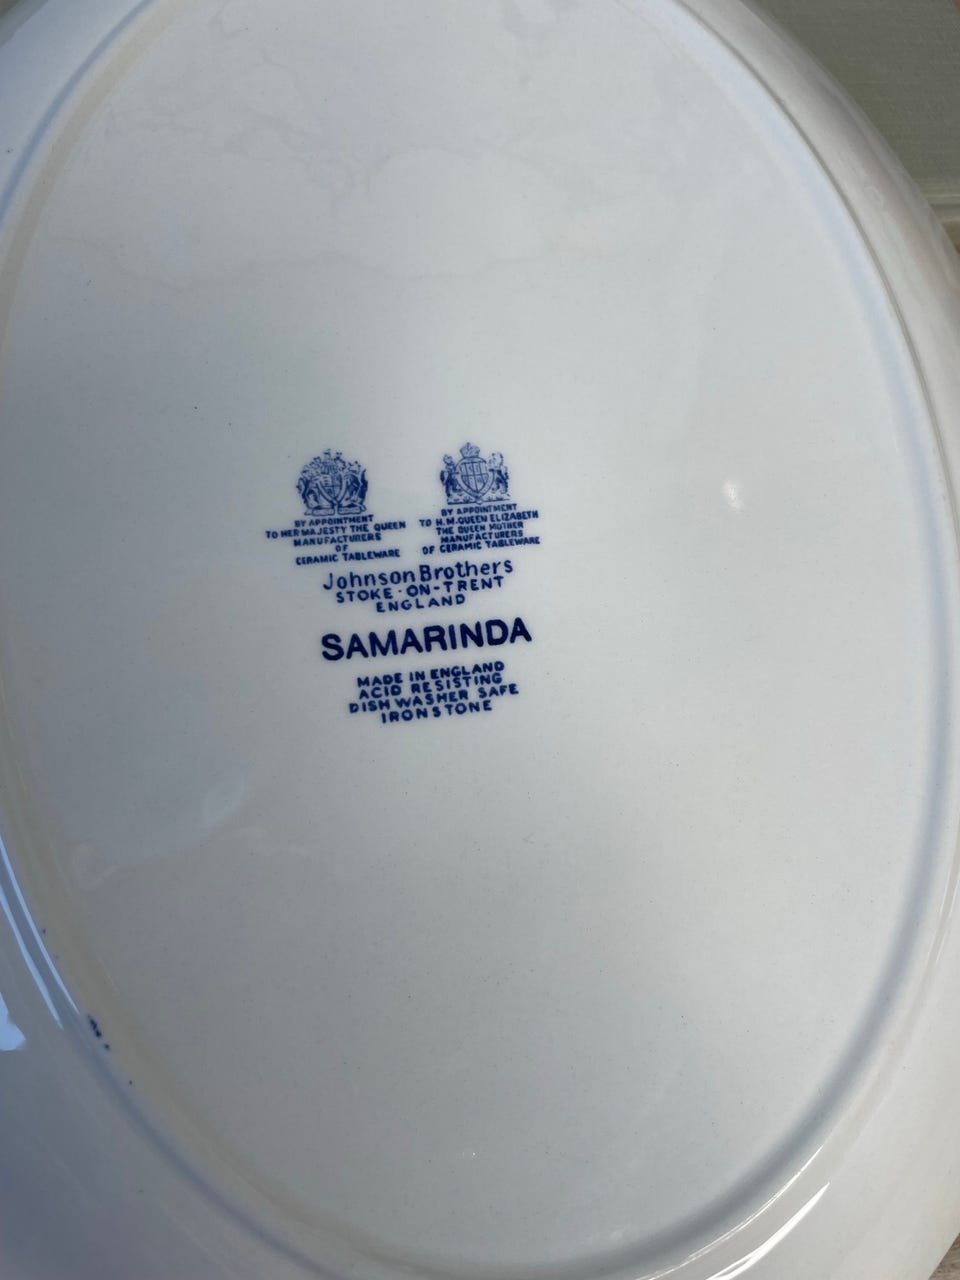 BY APPOINTMENT
TO HER MAJESTY THE QUEEN
MANUFACTURERS
OF
CERAMIC TABLEWARE
BY APPOINTMENT
TO H.M.QUEEN ELIZABETH
THE QUEEN MOTHER
MANUFACTURERS
OF CERAMIC TABLEWARE
Johnson Brothers
STOKE-ON-TRENT
ENGLAND
SAMARINDA
MADE IN ENGLAND
ACID RESISTING
DISH WASHER SAFE
IRONSTONE